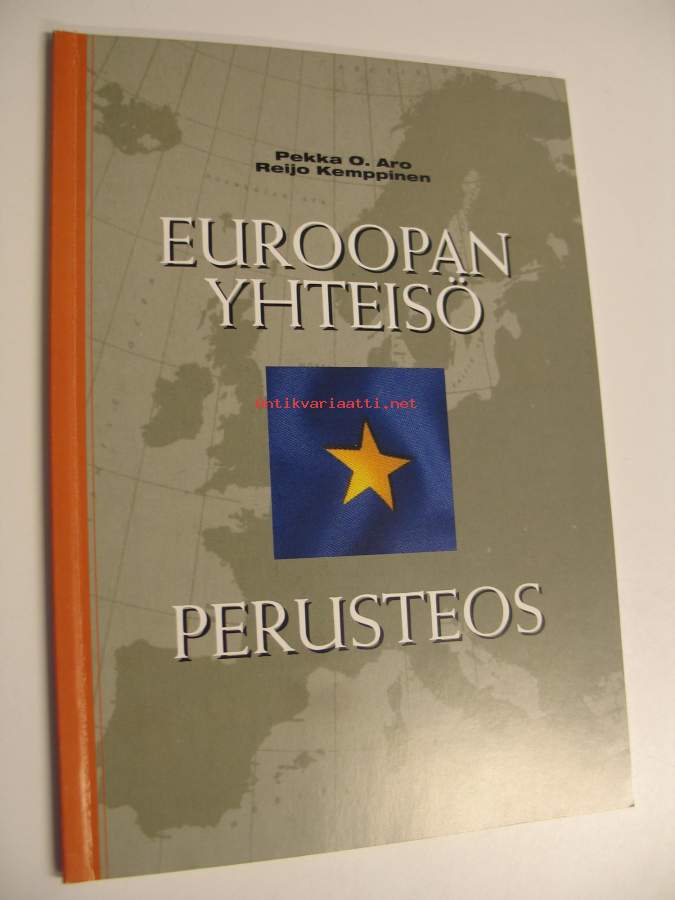 Pekka O. Aro
Reijo Kemppinen
EUROOPAN
YHTEISÖ
antikvariaatti.net
PERUSTEOS